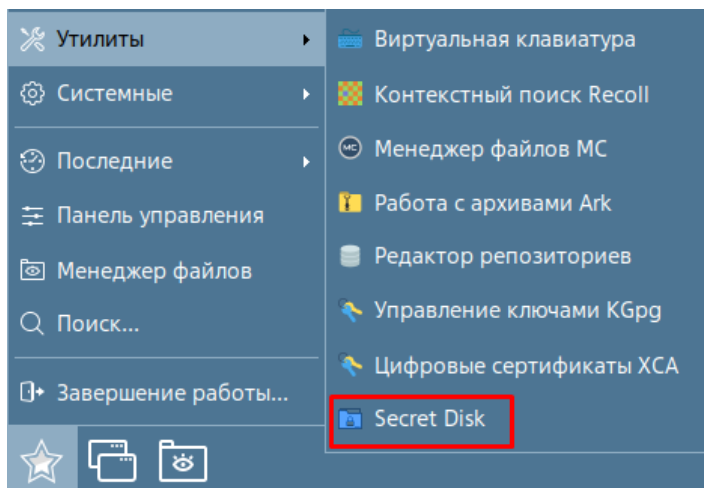 Утилиты
Системные
Последние
Панель управления
Менеджер файлов
Поиск...
Завершение работы...
Виртуальная клавиатура
Контекстный поиск Recoll
Менеджер файлов MC
Работа с архивами Ark
Редактор репозиториев
Управление ключами KGpg
Цифровые сертификаты XCA
Secret Disk